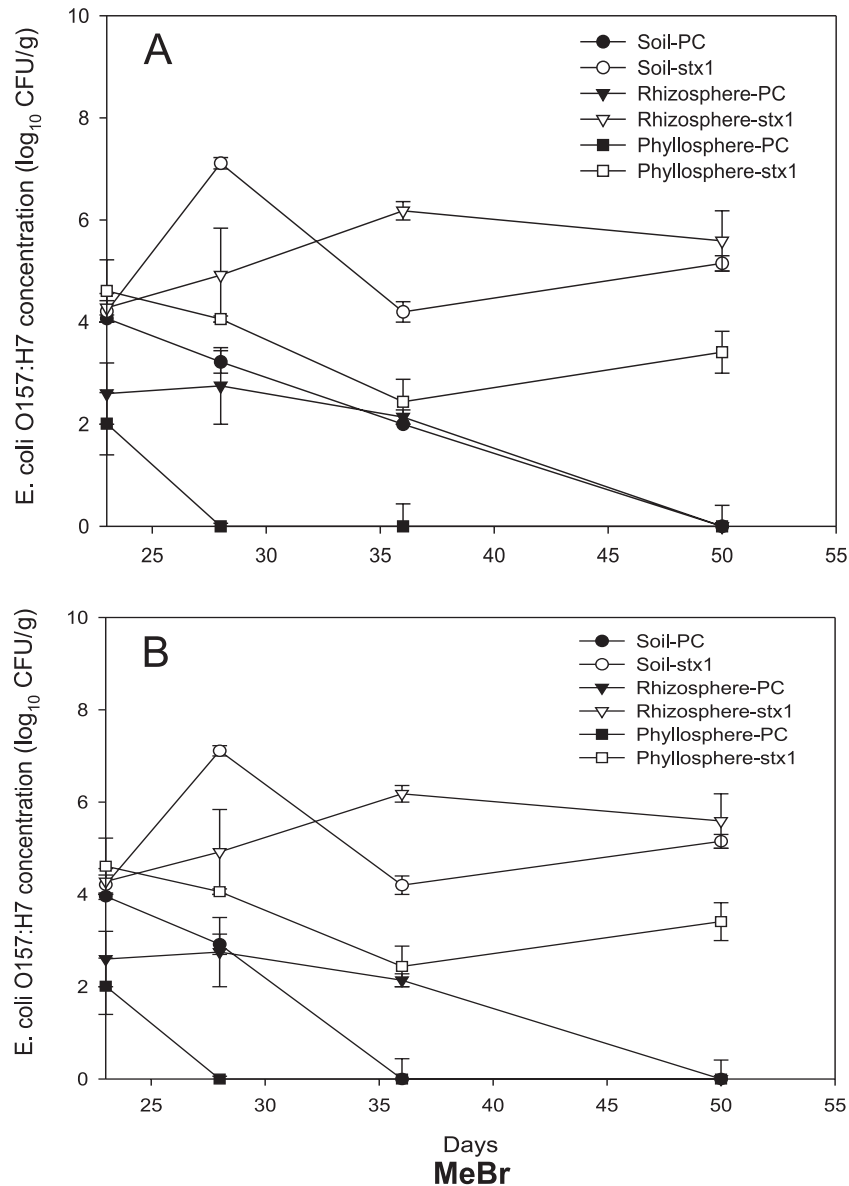 A
Soil-PC
Soil-stx1
Rhizosphere-PC
Rhizosphere-stx1
Phyllosphere-PC
Phyllosphere-stx1
E. coli O157:H7 concentration (log₁₀ CFU/g)
10
8
6
4
2
0
25 30 35 40 45 50 55
B
Soil-PC
Soil-stx1
Rhizosphere-PC
Rhizosphere-stx1
Phyllosphere-PC
Phyllosphere-stx1
E. coli O157:H7 concentration (log₁₀ CFU/g)
10
8
6
4
2
0
25 30 35 40 45 50 55
Days
MeBr